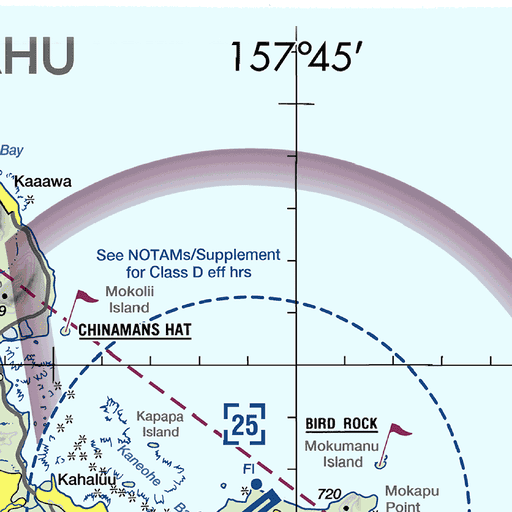 AHU
157°45'
Bay
Kaaawa
See NOTAMs/Supplement
for Class D eff hrs
Mokolii
Island
CHINAMANS HAT
9
Kapapa
Island
[25]
BIRD ROCK
Mokumanu
Island
Kaneohe
Ba
Kahaluu
Fl
720
Mokapu
Point